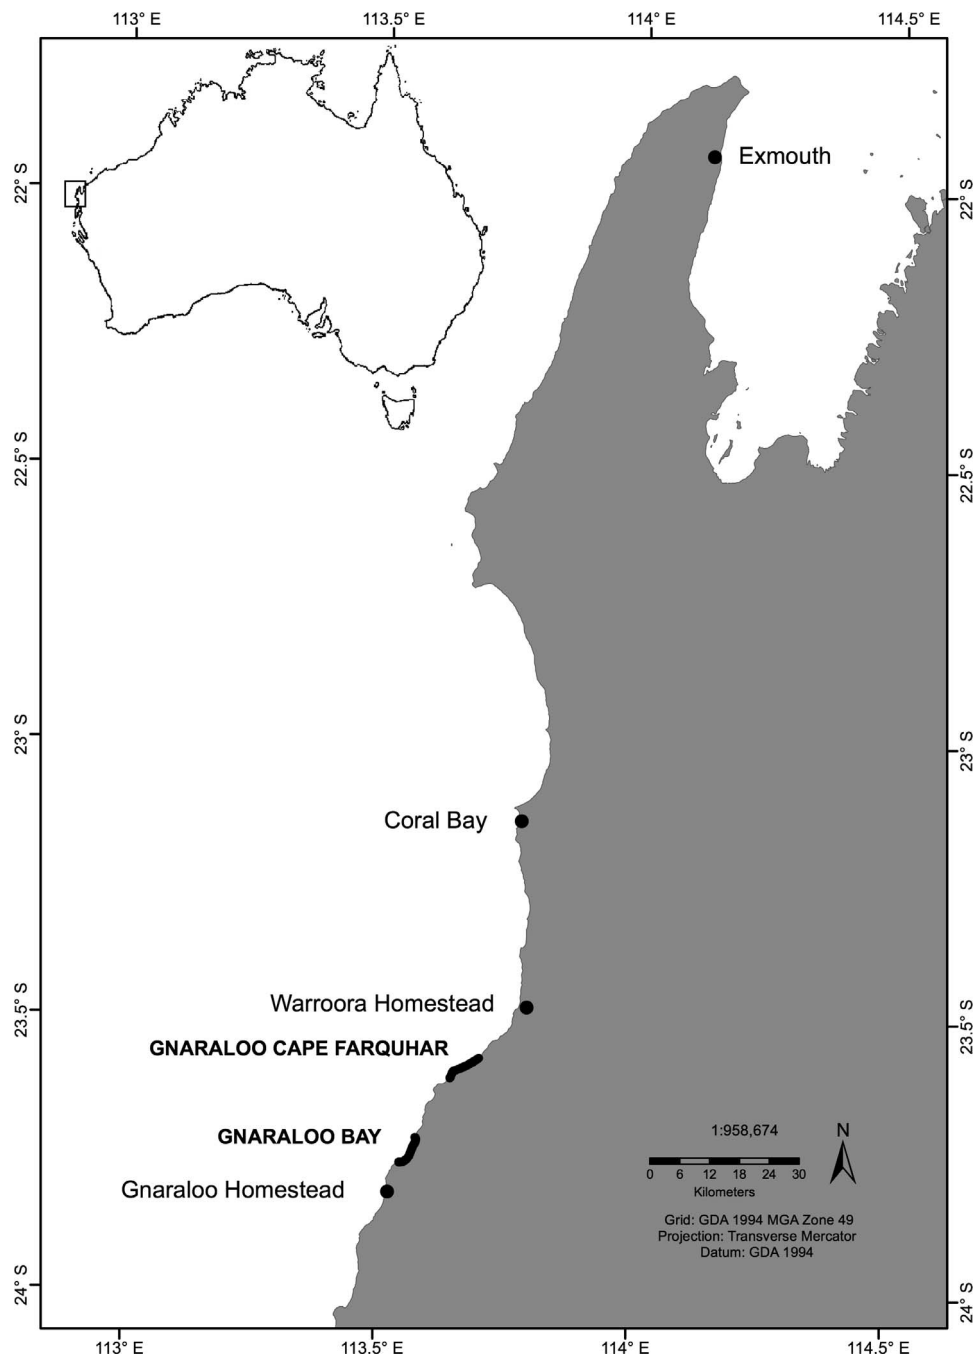 113° E 113.5° E 114° E 114.5° E
Exmouth
22° S
22° S
22.5° S
22.5° S
23° S
23° S
Coral Bay
Warroora Homestead
23.5° S
23.5° S
GNARALOO CAPE FARQUHAR
GNARALOO BAY
1:958,674
N
0 6 12 18 24 30
Kilometers
Gnaraloo Homestead
Grid: GDA 1994 MGA Zone 49
Projection: Transverse Mercator
Datum: GDA 1994
24° S
24° S
113° E 113.5° E 114° E 114.5° E